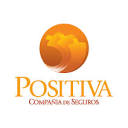 POSITIVA
COMPAÑÍA DE SEGUROS